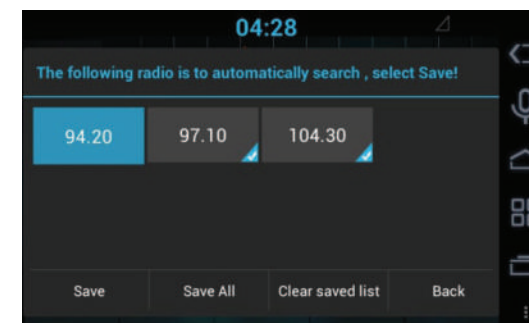 04:28
The following radio is to automatically search , select Save!
94.20 97.10 104.30
Save Save All Clear saved list Back